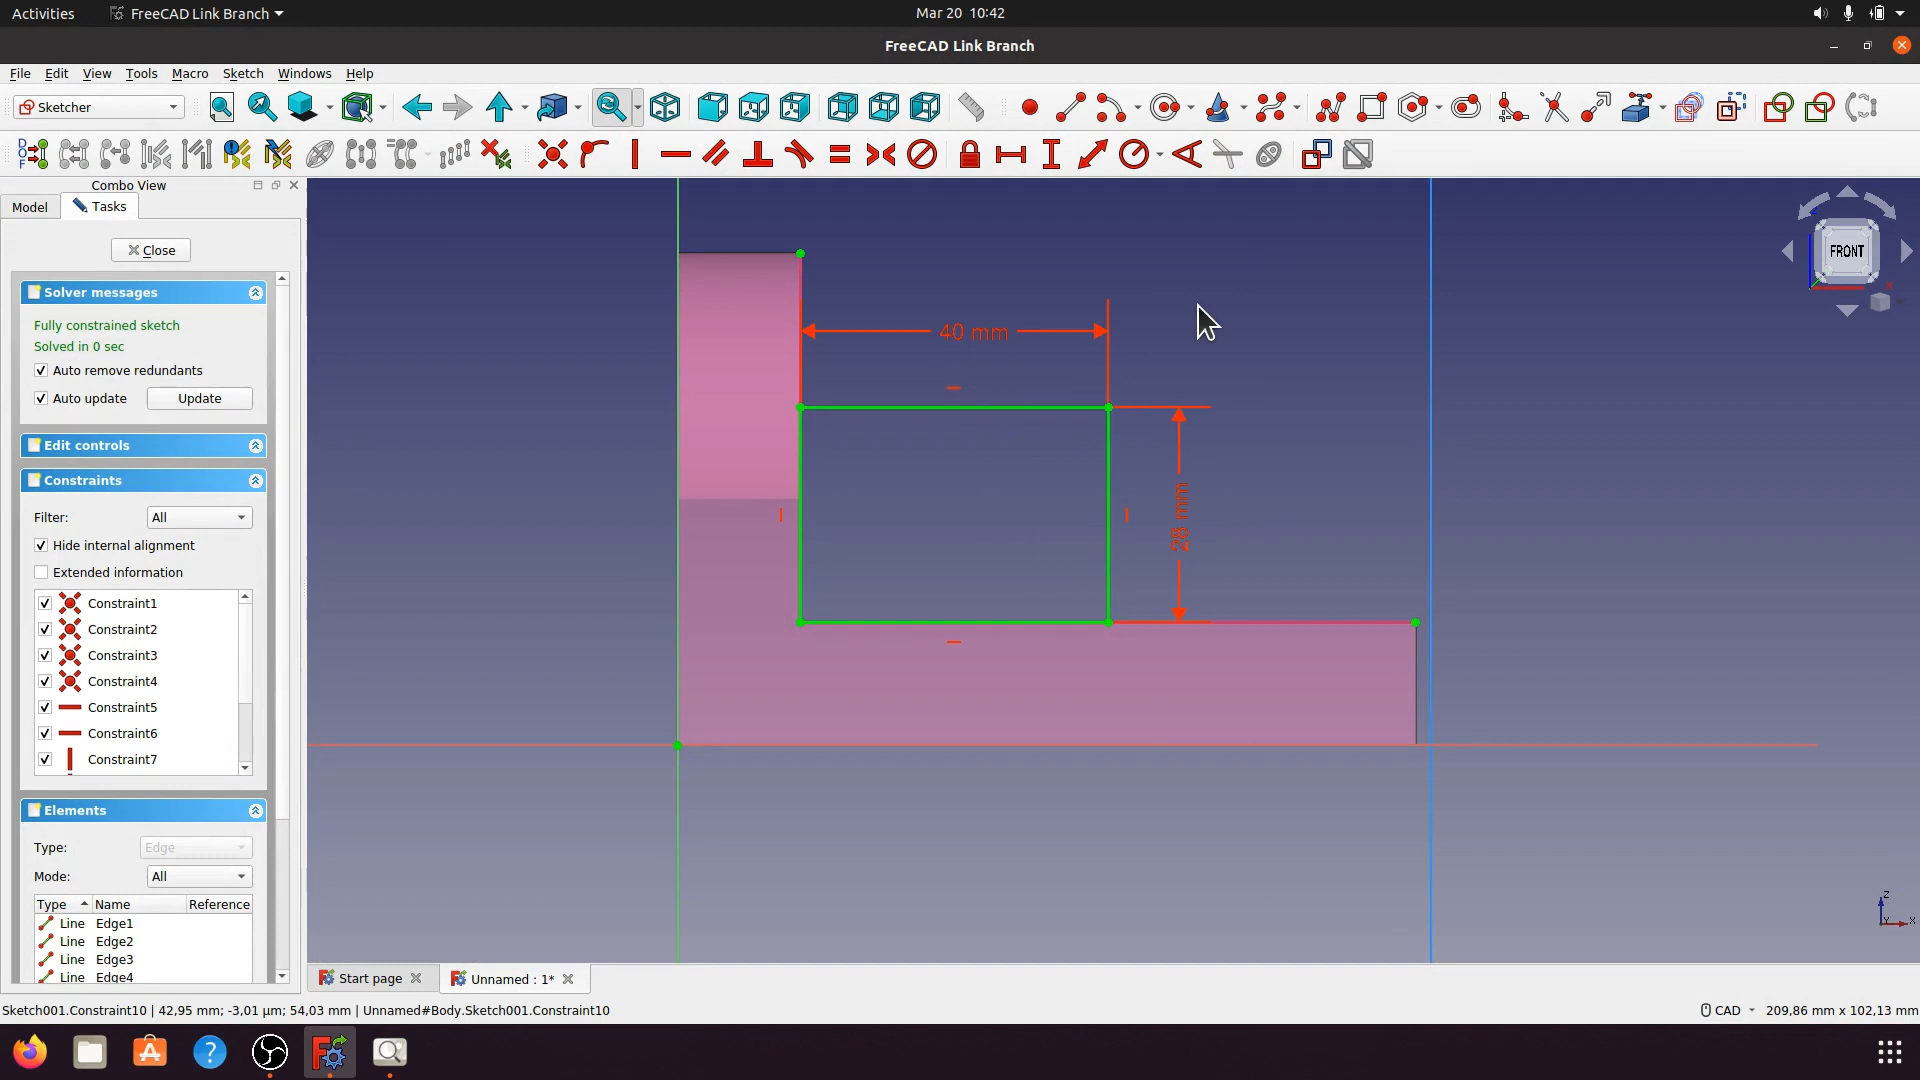 Activities
FreeCAD Link Branch
Mar 20 10:42
FreeCAD Link Branch
File Edit View Tools Macro Sketch Windows Help
Sketcher
DOF
Combo View
Model
Tasks
Close
Solver messages
Fully constrained sketch
Solved in 0 sec
Auto remove redundants
Auto update
Update
Edit controls
Constraints
Filter:
All
Hide internal alignment
Extended information
Constraint1
Constraint2
Constraint3
Constraint4
Constraint5
Constraint6
Constraint7
Elements
Type:
Edge
Mode:
All
Type Name Reference
Line Edge1
Line Edge2
Line Edge3
Line Edge4
40 mm
28 mm
FRONT
Z
Y
X
Start page
Unnamed : 1*
Sketch001.Constraint10 | 42,95 mm; -3,01 µm; 54,03 mm | Unnamed#Body.Sketch001.Constraint10
CAD
209,86 mm x 102,13 mm